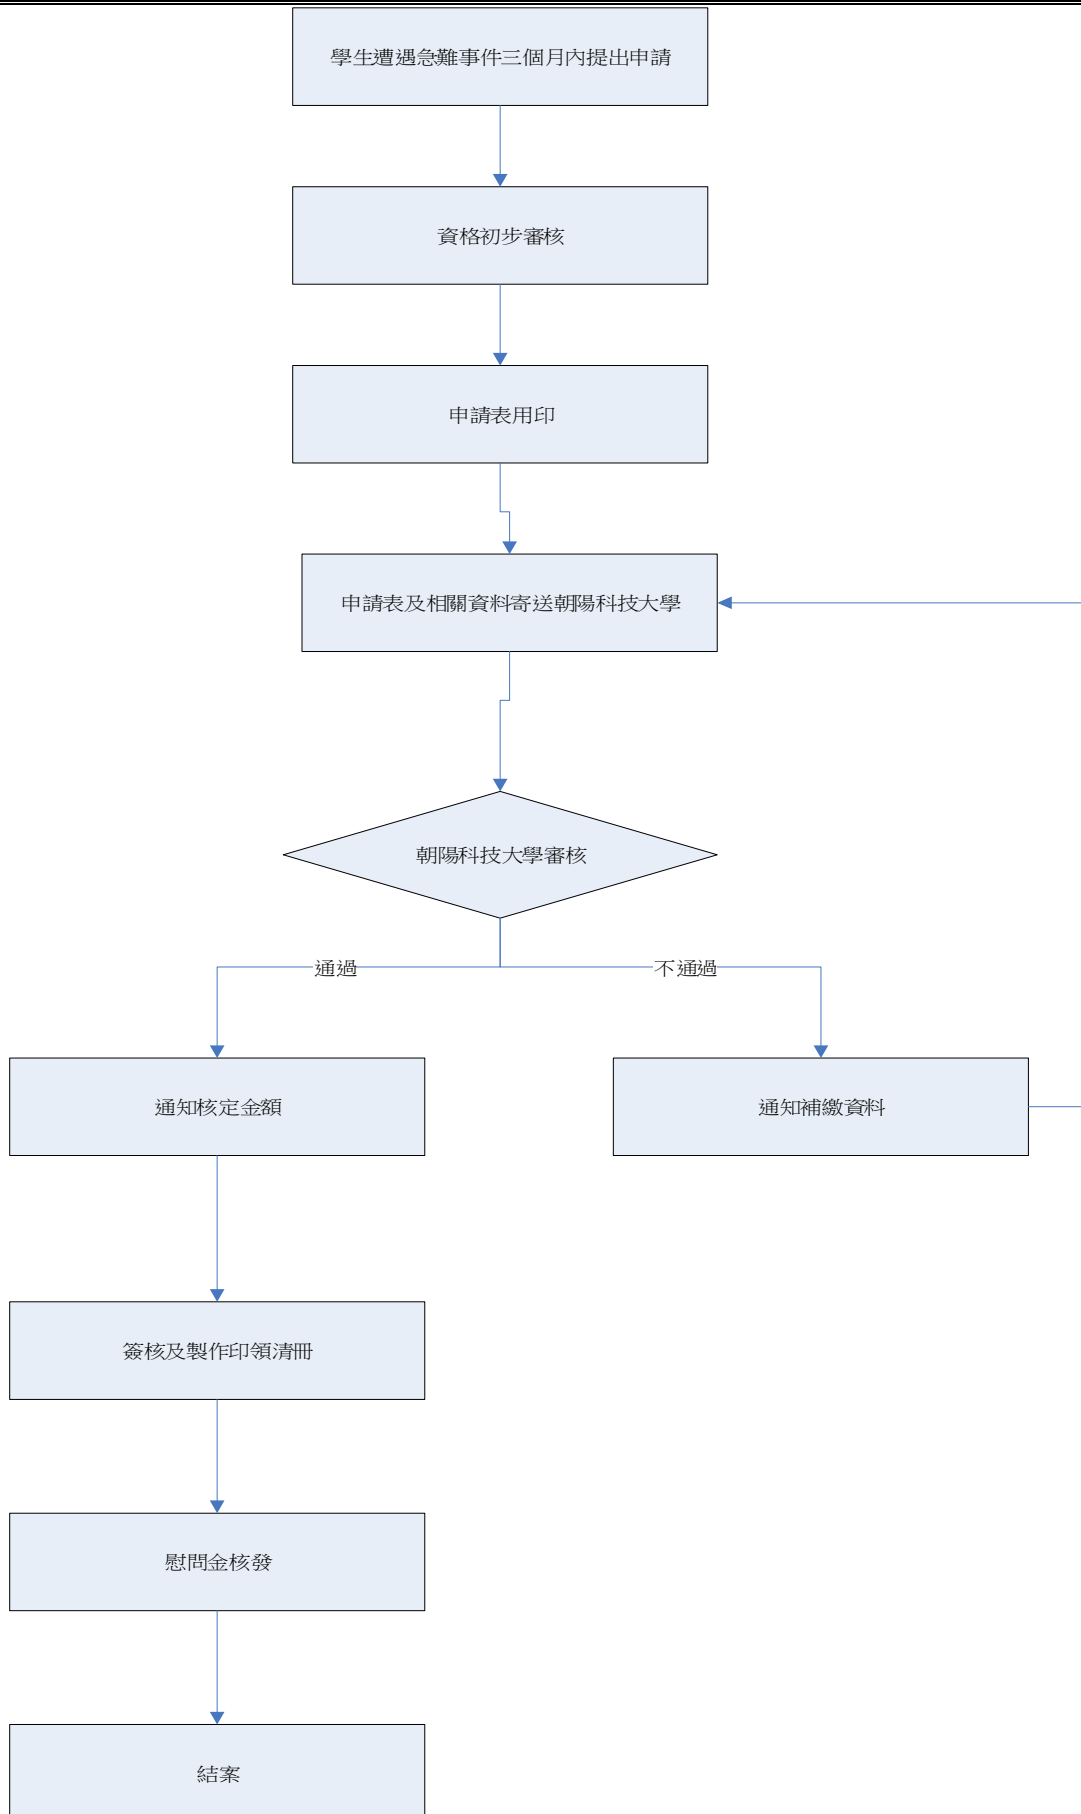 學生遭遇急難事件三個月內提出申請
資格初步審核
申請表用印
申請表及相關資料寄送朝陽科技大學
朝陽科技大學審核
通過
不通過
通知核定金額
通知補繳資料
簽核及製作印領清冊
慰問金核發
結案